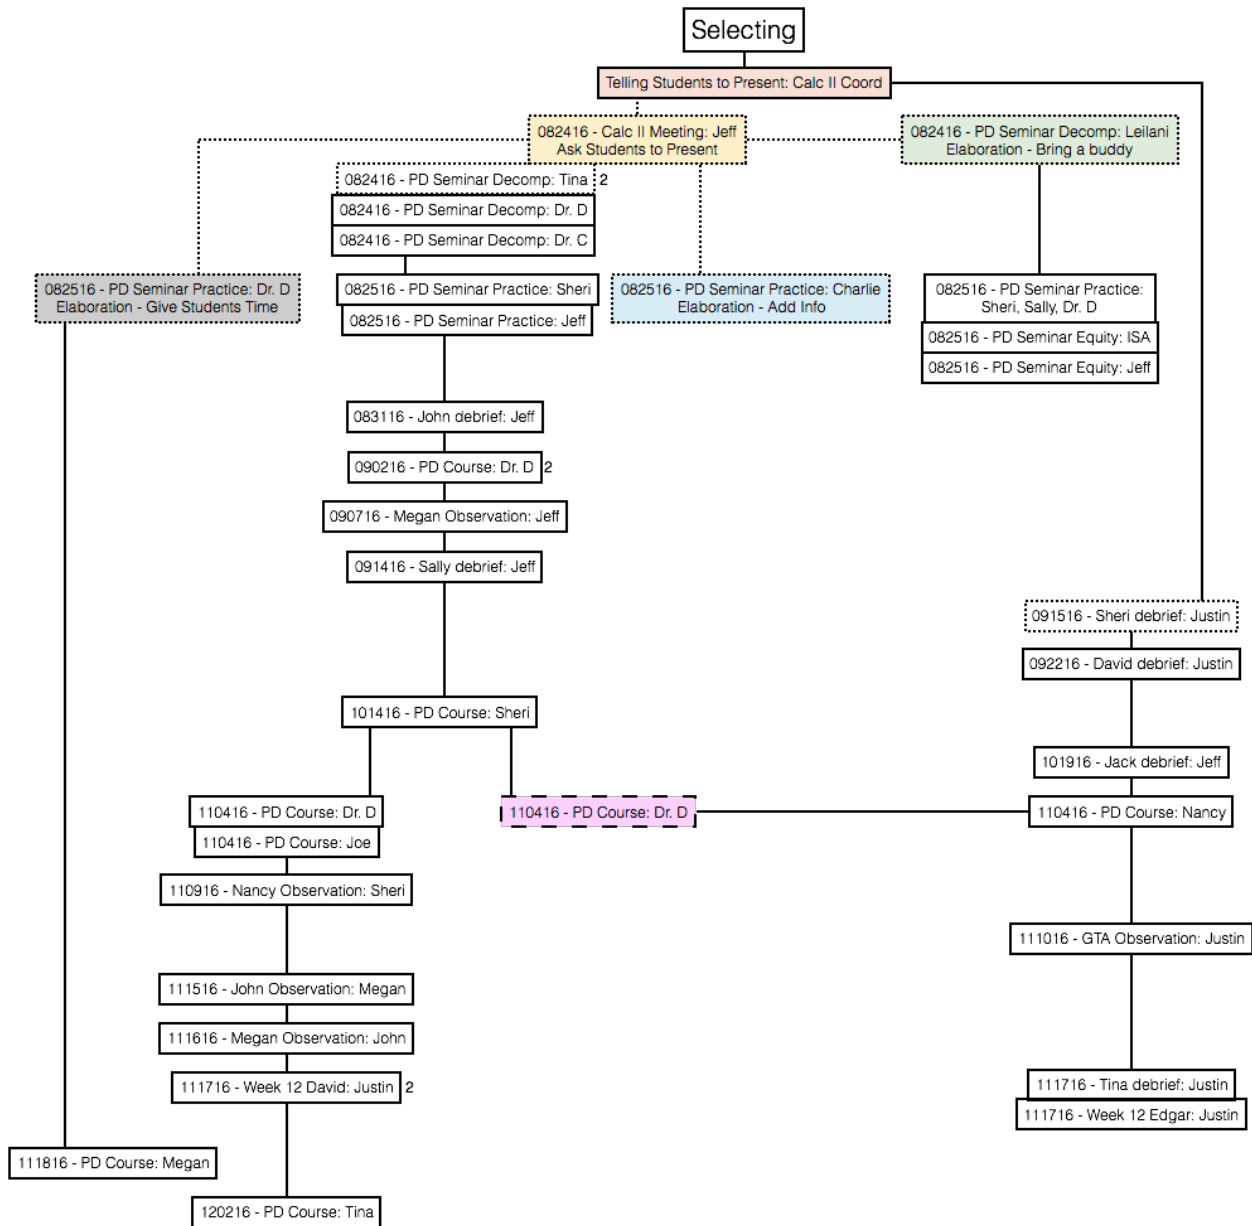 Selecting
Telling Students to Present: Calc II Coord
082416 - Calc II Meeting: Jeff
Ask Students to Present
082416 - PD Seminar Decomp: Leilani
Elaboration - Bring a buddy
082416 - PD Seminar Decomp: Tina 2
082416 - PD Seminar Decomp: Dr. D
082416 - PD Seminar Decomp: Dr. C
082516 - PD Seminar Practice: Dr. D
Elaboration - Give Students Time
082516 - PD Seminar Practice: Sheri
082516 - PD Seminar Practice: Jeff
082516 - PD Seminar Practice: Charlie
Elaboration - Add Info
082516 - PD Seminar Practice:
Sheri, Sally, Dr. D
082516 - PD Seminar Equity: ISA
082516 - PD Seminar Equity: Jeff
083116 - John debrief: Jeff
090216 - PD Course: Dr. D 2
090716 - Megan Observation: Jeff
091416 - Sally debrief: Jeff
091516 - Sheri debrief: Justin
092216 - David debrief: Justin
101416 - PD Course: Sheri
101916 - Jack debrief: Jeff
110416 - PD Course: Dr. D
110416 - PD Course: Joe
110416 - PD Course: Dr. D
110416 - PD Course: Nancy
110916 - Nancy Observation: Sheri
111016 - GTA Observation: Justin
111516 - John Observation: Megan
111616 - Megan Observation: John
111716 - Week 12 David: Justin 2
111716 - Tina debrief: Justin
111716 - Week 12 Edgar: Justin
111816 - PD Course: Megan
120216 - PD Course: Tina